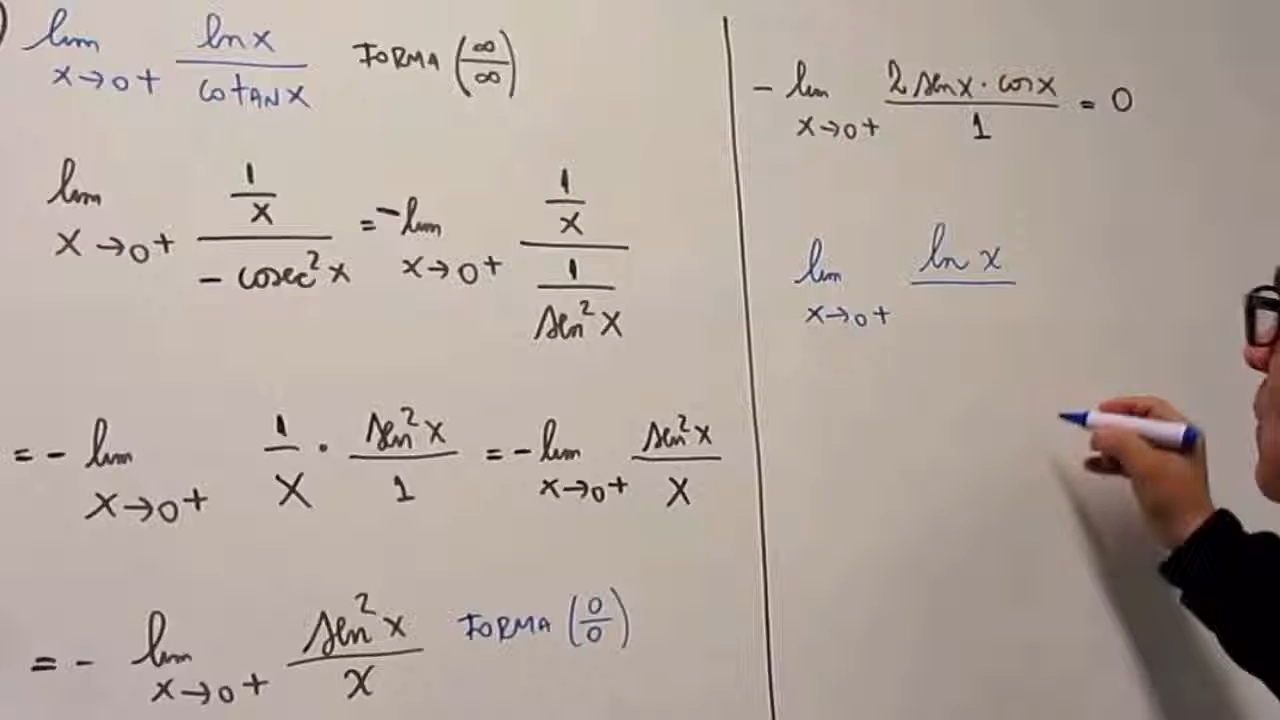 ) lim x→0+ ln x / cotan x FORMA (∞/∞)
lim x→0+ (1/x) / (- cosec² x) = - lim x→0+ (1/x) / (1/sen² x)
= - lim x→0+ 1/x · sen² x / 1 = - lim x→0+ sen² x / x
= - lim x→0+ sen² x / x FORMA (0/0)
- lim x→0+ 2 sen x · cos x / 1 = 0
lim x→0+ ln x /